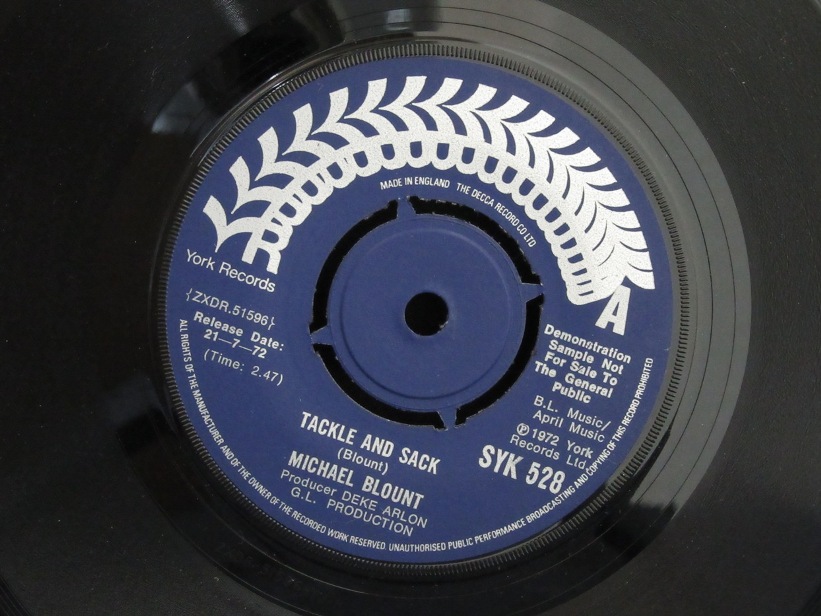 YR
York Records
MADE IN ENGLAND THE DECCA RECORD CO LTD
A
{ZXDR.51596}
Release Date:
21—7—72
(Time: 2.47)
Demonstration
Sample Not
For Sale To
The General
Public
B.L. Music/
April Music
℗ 1972 York
Records Ltd.
SYK 528
TACKLE AND SACK
(Blount)
MICHAEL BLOUNT
Producer DEKE ARLON
G.L. PRODUCTION
ALL RIGHTS OF THE MANUFACTURER AND OF THE OWNER OF THE RECORDED WORK RESERVED. UNAUTHORISED PUBLIC PERFORMANCE BROADCASTING AND COPYING OF THIS RECORD PROHIBITED